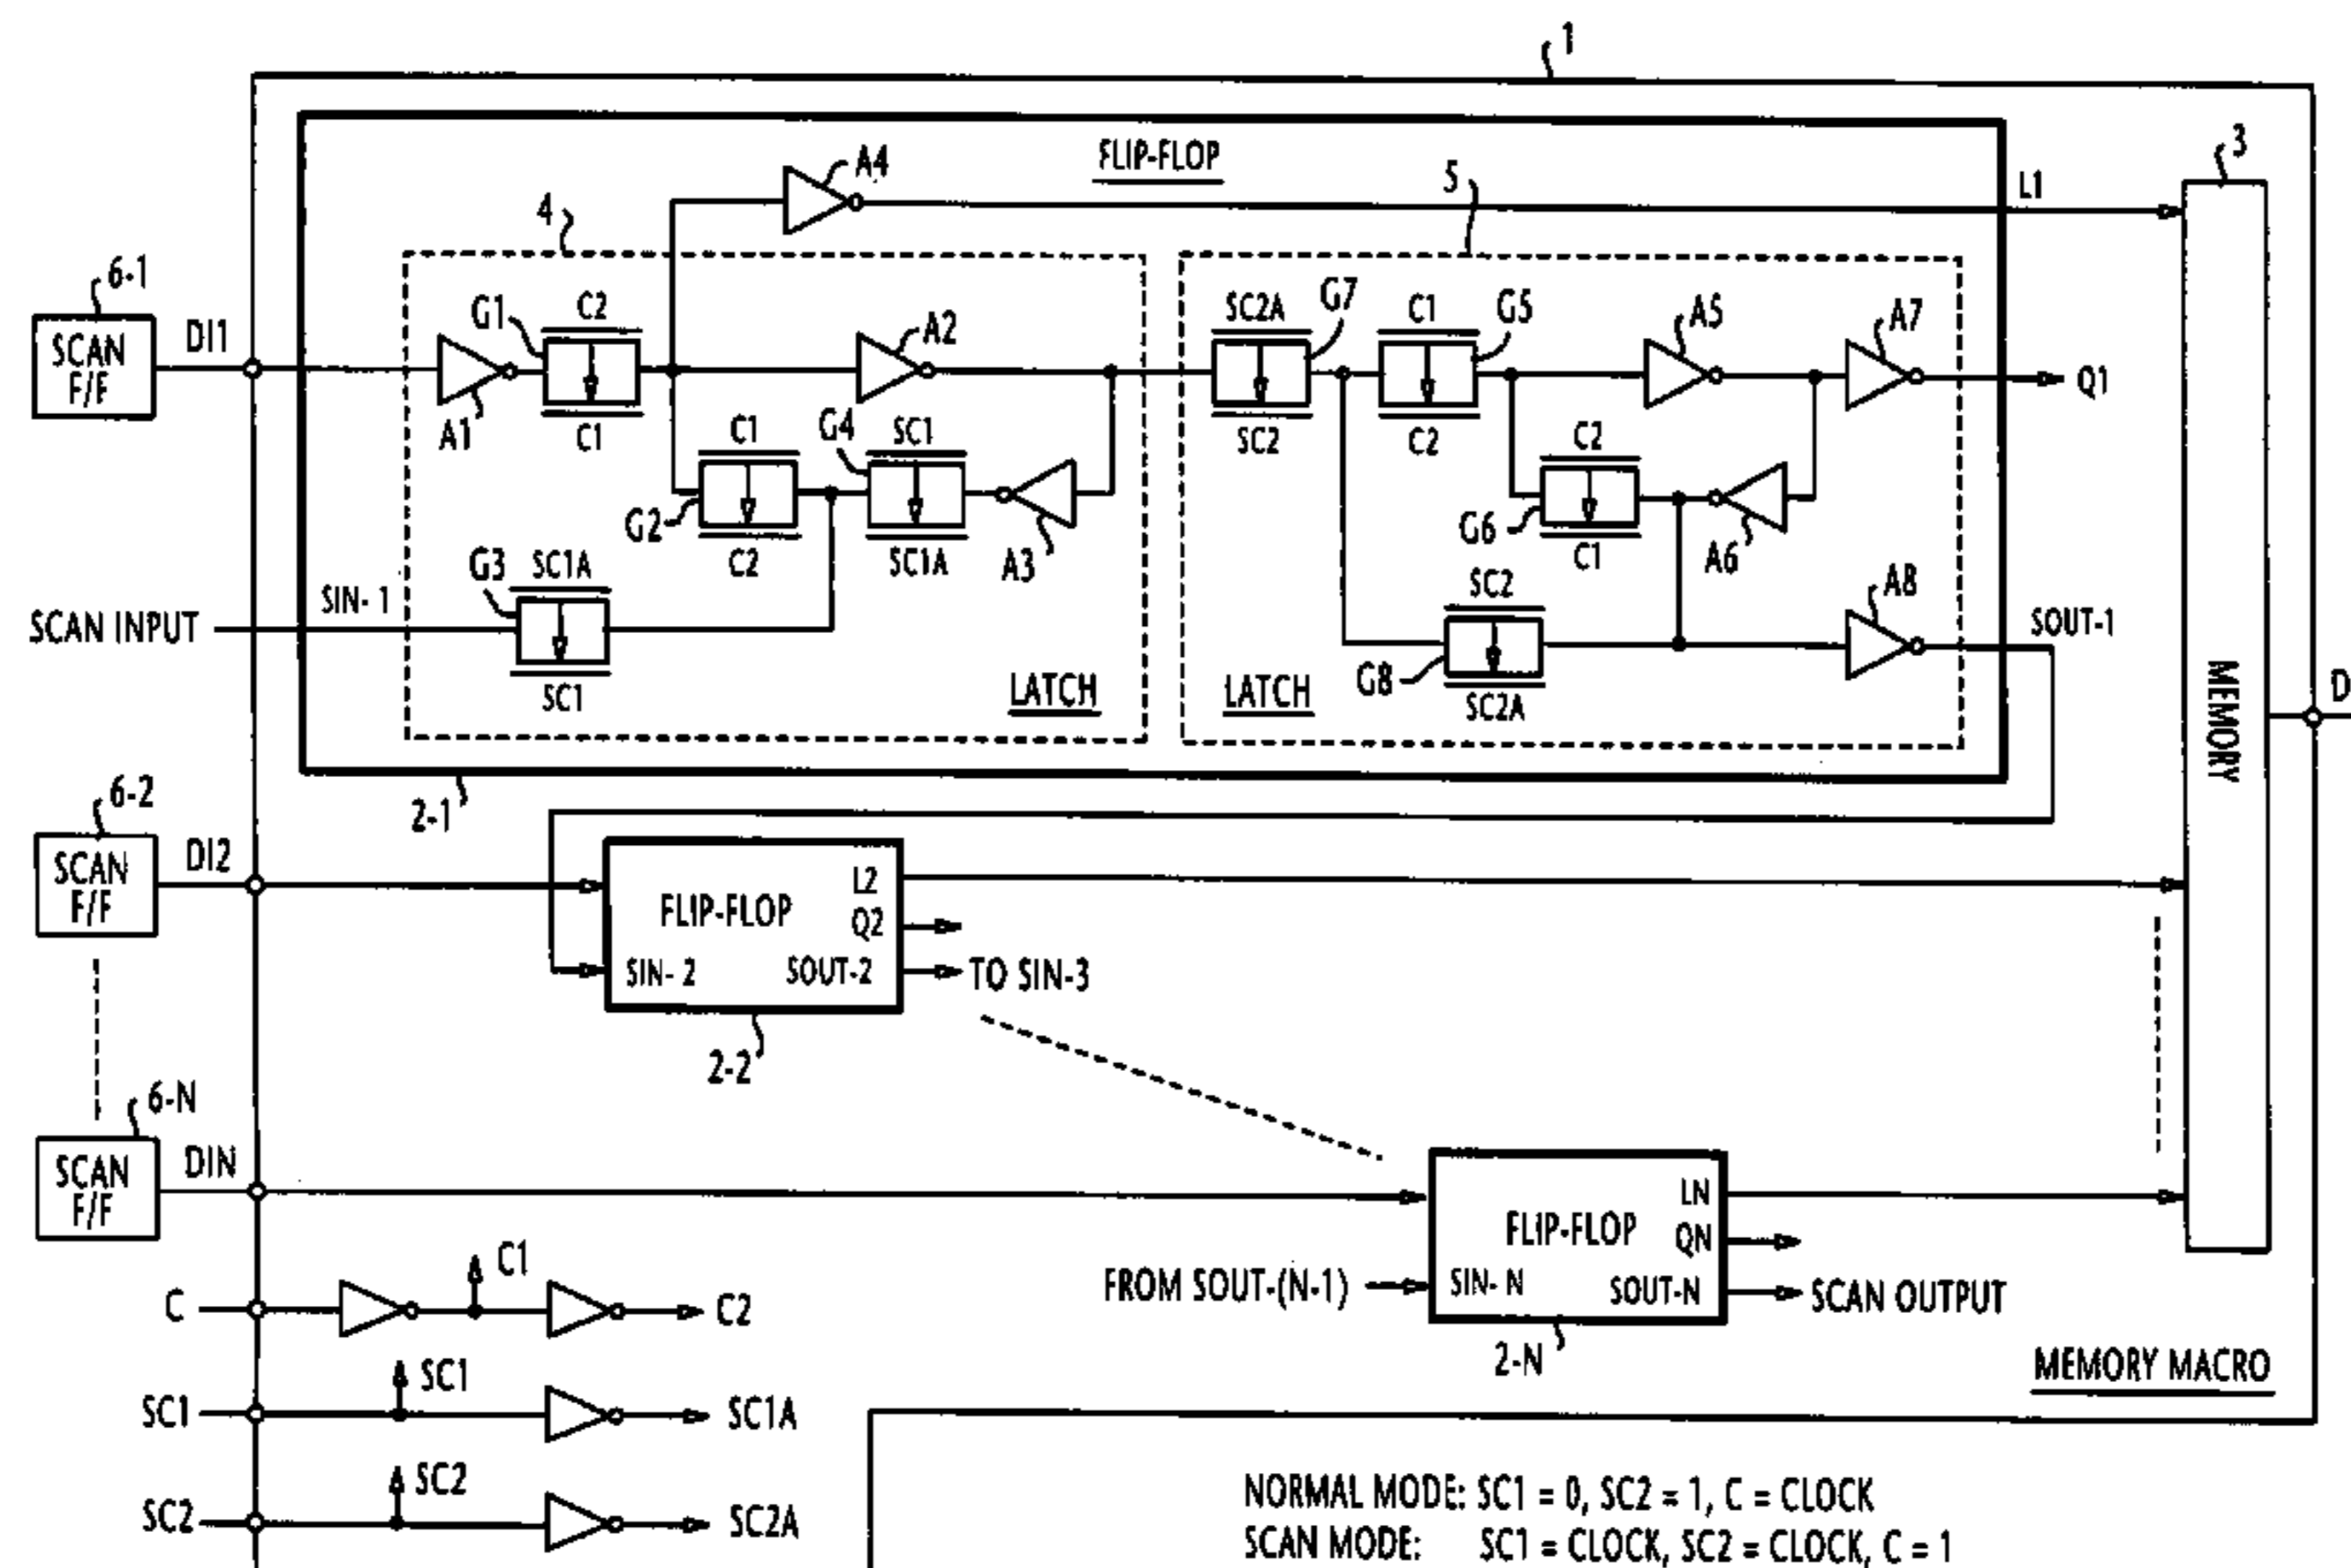 1
FLIP-FLOP
A4
3
4
5
L1
6-1
SCAN
F/F
DI1
G1
C2
A1
C1
A2
SC2A
G7
SC2
C1
G5
C2
A5
A7
Q1
C1
G2
C2
G4
SC1
SC1A
A3
C2
G6
C1
A6
SCAN INPUT
SIN- 1
G3
SC1A
SC1
SC2
G8
SC2A
A8
SOUT-1
LATCH
LATCH
MEMORY
D
2-1
6-2
SCAN
F/F
DI2
FLIP-FLOP
L2
Q2
SIN- 2
SOUT-2
TO SIN-3
2-2
6-N
SCAN
F/F
DIN
FLIP-FLOP
LN
QN
FROM SOUT-(N-1)
SIN- N
SOUT-N
SCAN OUTPUT
2-N
MEMORY MACRO
C
C1
C2
SC1
SC1
SC1A
SC2
SC2
SC2A
NORMAL MODE: SC1 = 0, SC2 = 1, C = CLOCK
SCAN MODE: SC1 = CLOCK, SC2 = CLOCK, C = 1